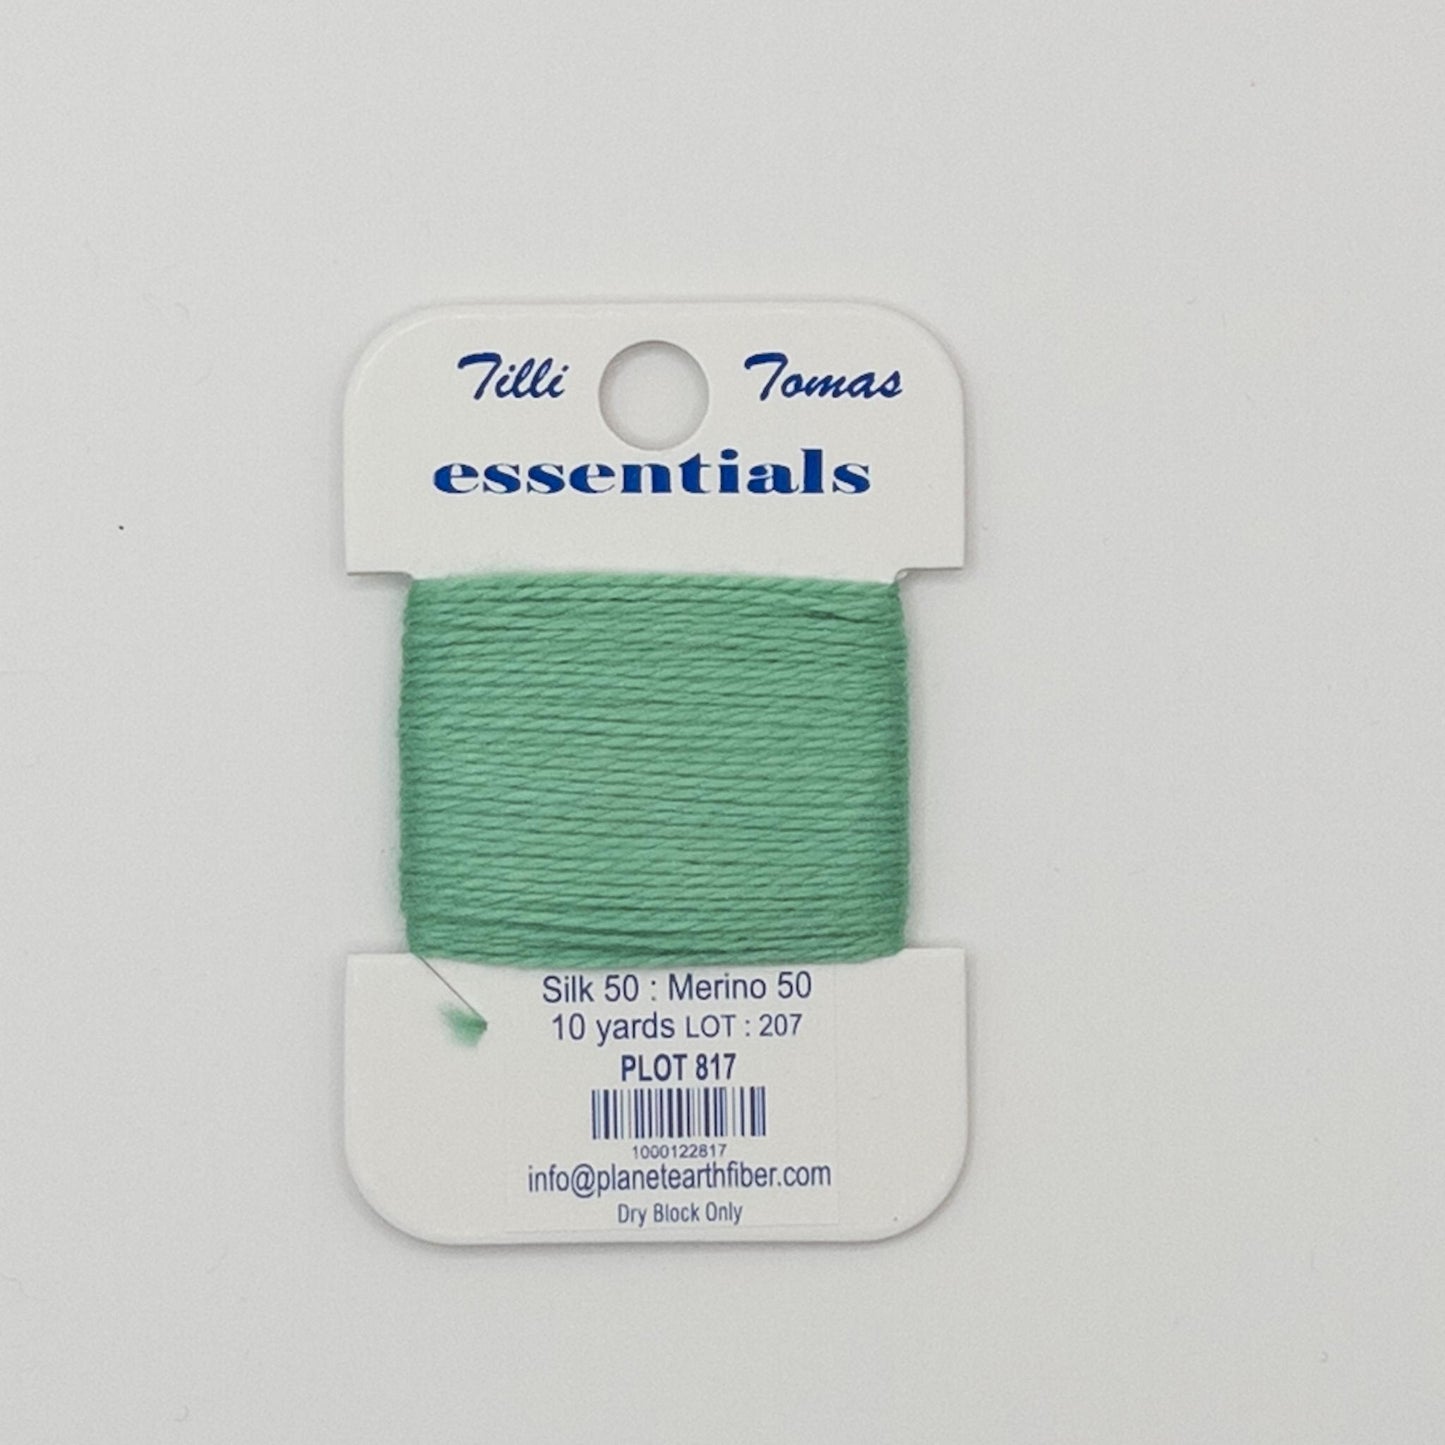 Tilli Tomas
essentials
Silk 50 : Merino 50
10 yards LOT : 207
PLOT 817
1000122817
info@planetearthfiber.com
Dry Block Only